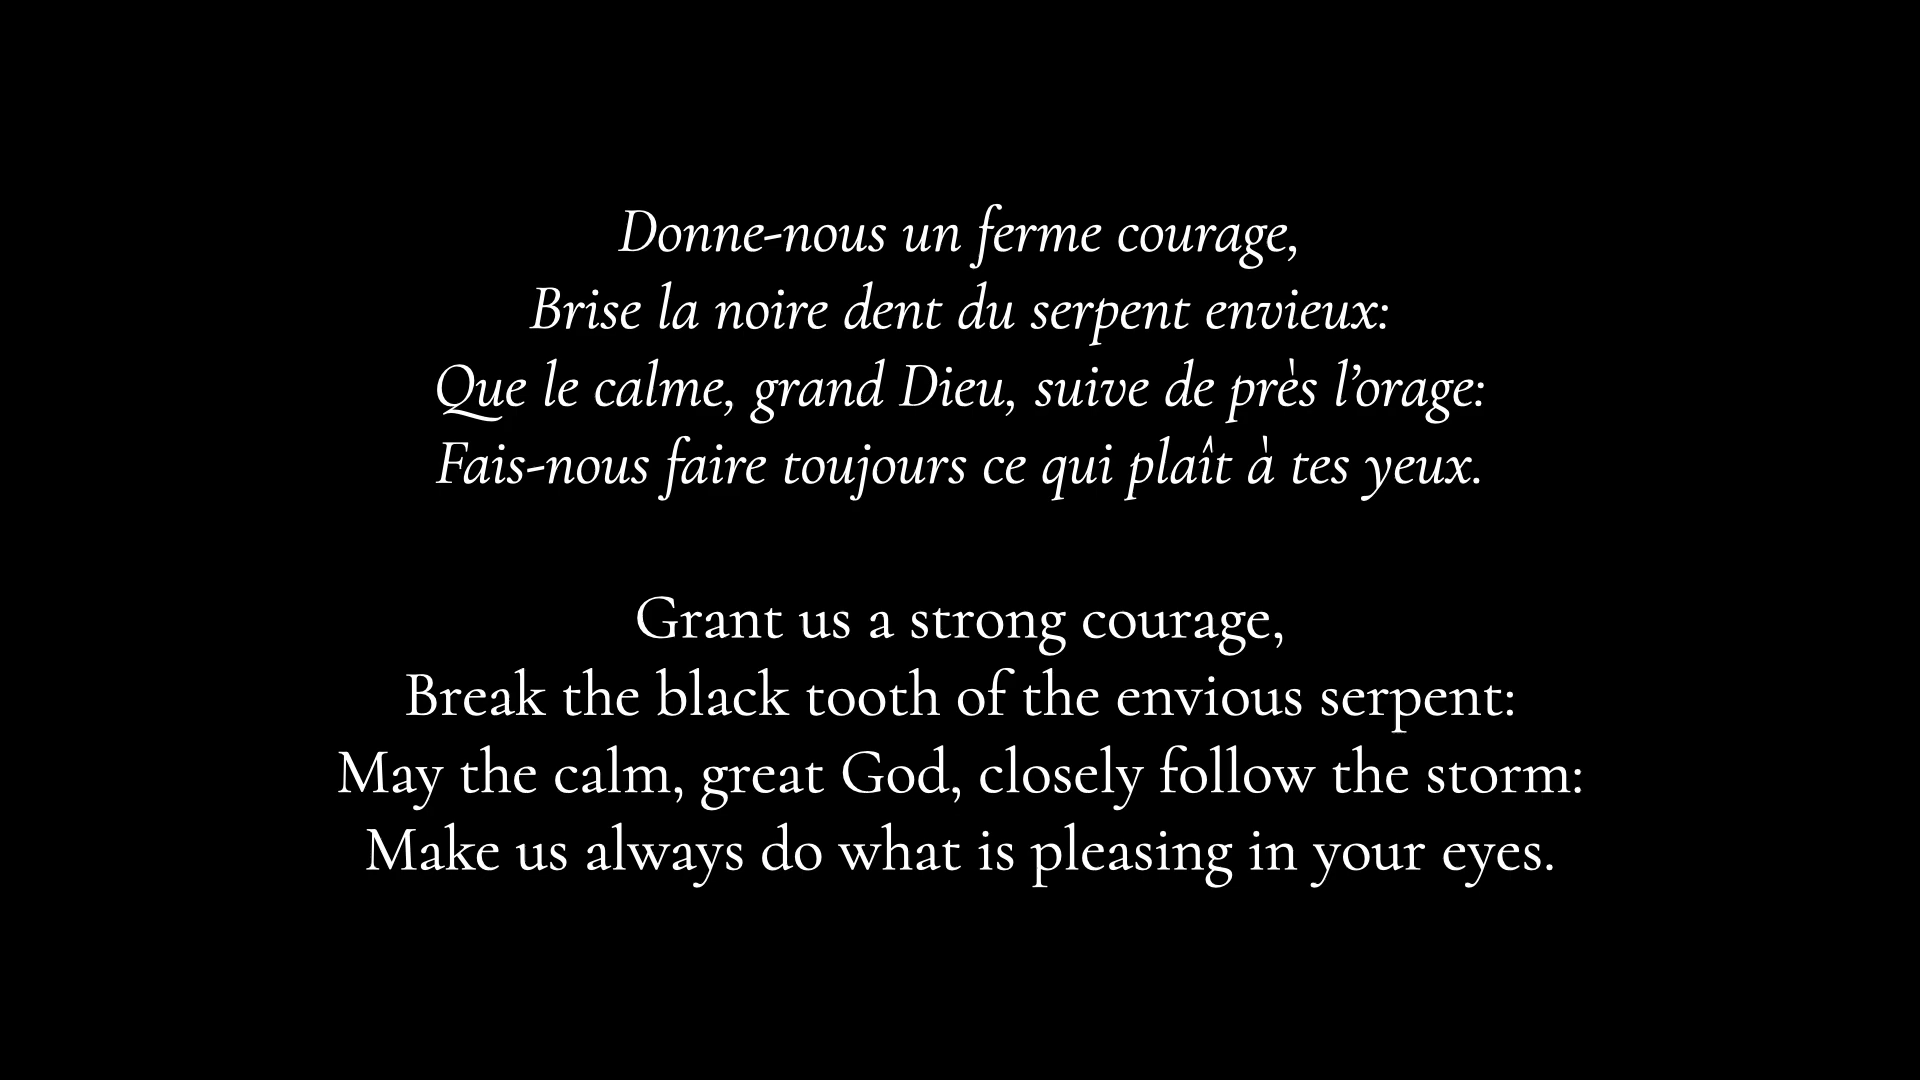 Donne-nous un ferme courage,
Brise la noire dent du serpent envieux:
Que le calme, grand Dieu, suive de près l’orage:
Fais-nous faire toujours ce qui plaît à tes yeux.
Grant us a strong courage,
Break the black tooth of the envious serpent:
May the calm, great God, closely follow the storm:
Make us always do what is pleasing in your eyes.